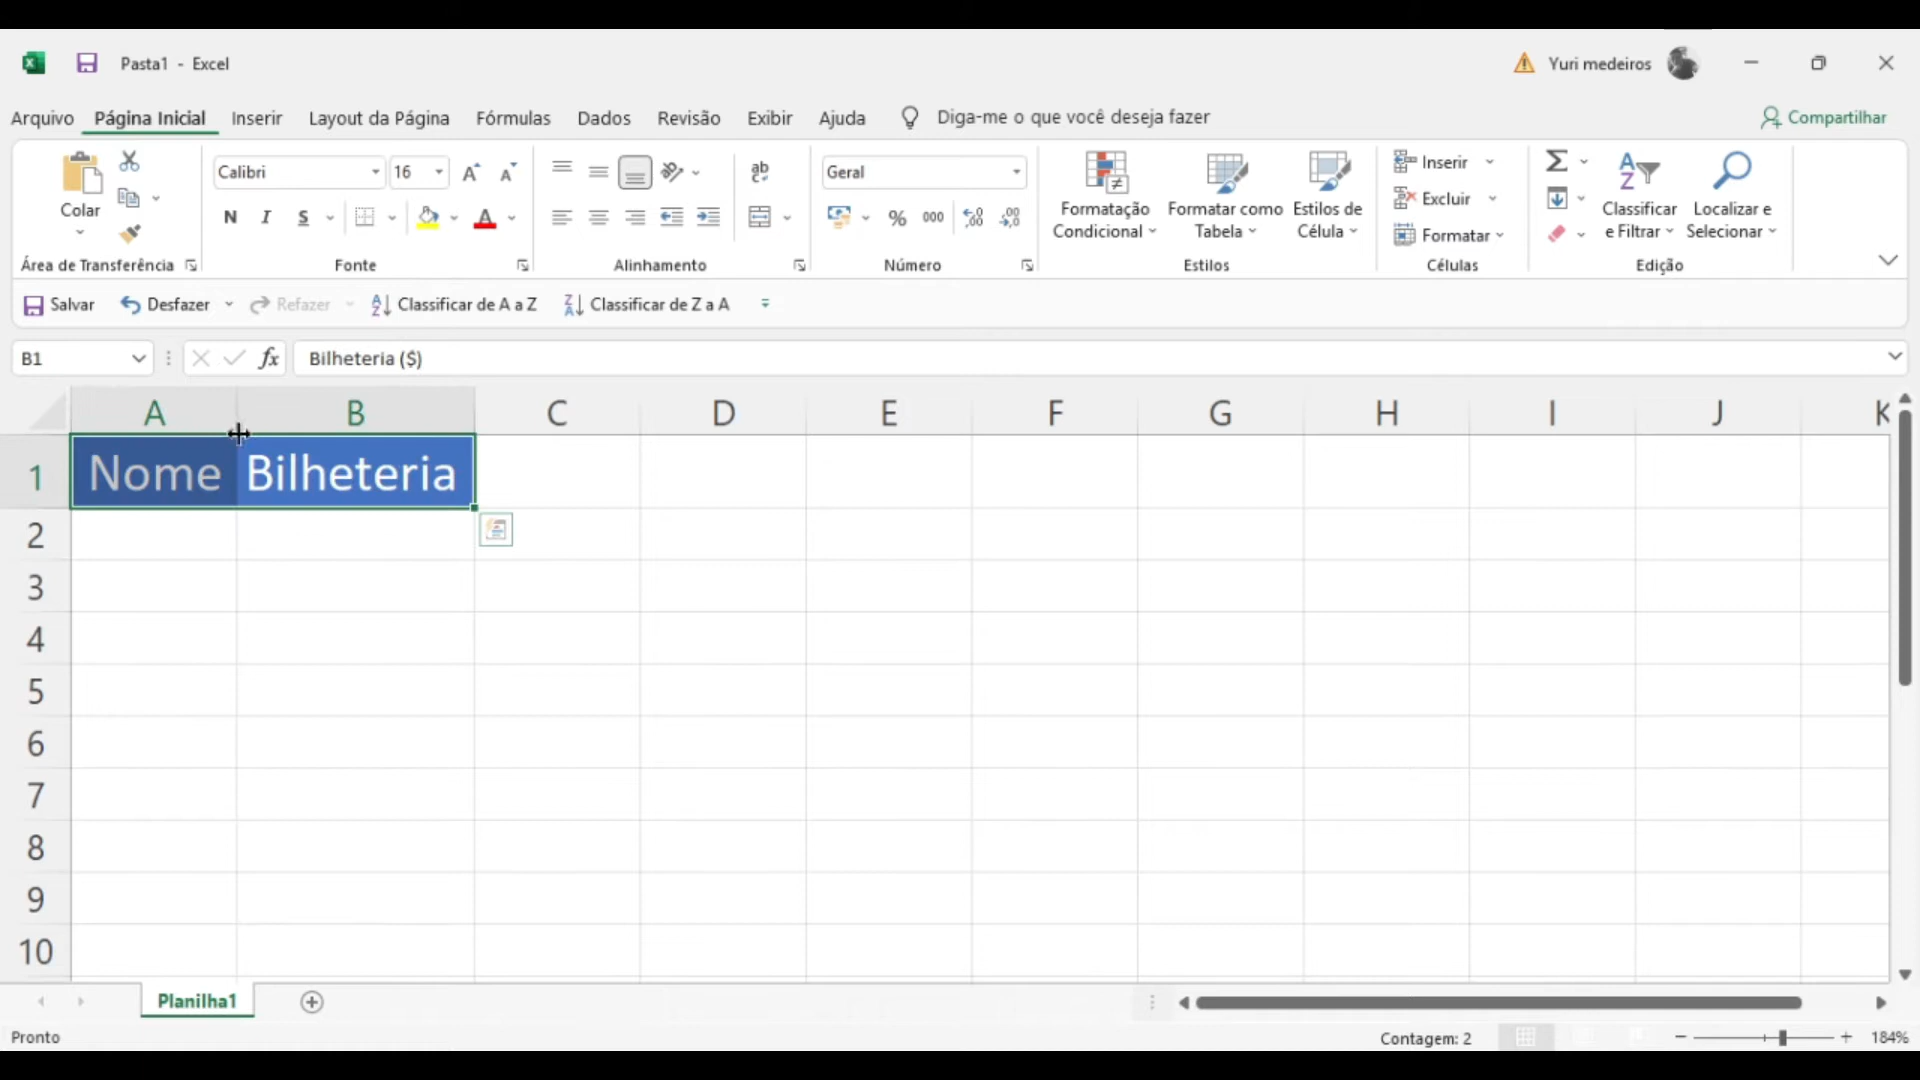 Pasta1 - Excel
Yuri medeiros
Arquivo Página Inicial Inserir Layout da Página Fórmulas Dados Revisão Exibir Ajuda Diga-me o que você deseja fazer Compartilhar
Colar
Área de Transferência
Calibri 16
N I S A
Fonte
ab
Alinhamento
Geral
% 000
Número
Formatação Condicional
Formatar como Tabela
Estilos de Célula
Estilos
Inserir
Excluir
Formatar
Células
Classificar e Filtrar
Localizar e Selecionar
Edição
Salvar Desfazer Refazer Classificar de A a Z Classificar de Z a A
B1 fx Bilheteria ($)
A B C D E F G H I J K
1 Nome Bilheteria
2
3
4
5
6
7
8
9
10
Planilha1
Pronto Contagem: 2 184%